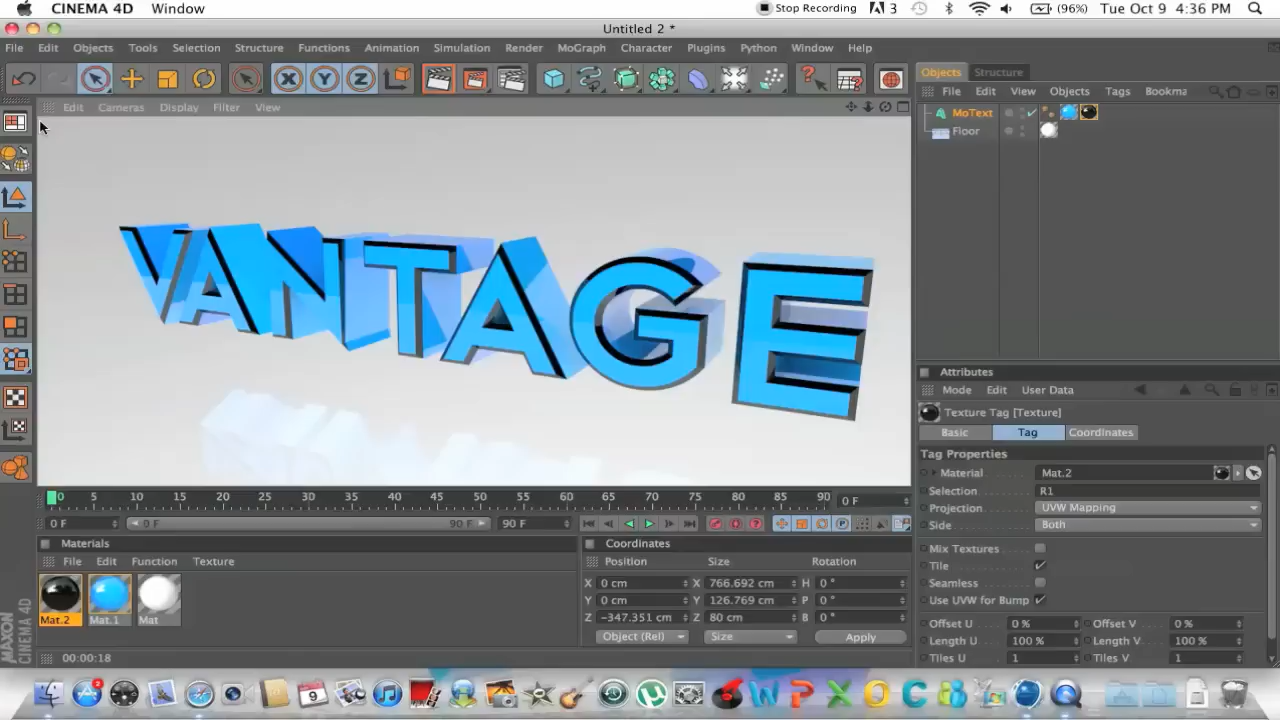 CINEMA 4D Window Stop Recording 3 (96%) Tue Oct 9 4:36 PM
Untitled 2 *
File Edit Objects Tools Selection Structure Functions Animation Simulation Render MoGraph Character Plugins Python Window Help
X Y Z
Objects Structure
Edit Cameras Display Filter View
File Edit View Objects Tags Bookma
MoText
Floor
VANTAGE
Attributes
Mode Edit User Data
Texture Tag [Texture]
Basic Tag Coordinates
Tag Properties
Material Mat.2
Selection R1
Projection UVW Mapping
Side Both
Mix Textures
Tile
Seamless
Use UVW for Bump
Offset U 0 % Offset V 0 %
Length U 100 % Length V 100 %
Tiles U 1 Tiles V 1
0 5 10 15 20 25 30 35 40 45 50 55 60 65 70 75 80 85 90 0 F
0 F 0 F 90 F 90 F
Materials
File Edit Function Texture
Mat.2 Mat.1 Mat
Coordinates
Position Size Rotation
X 0 cm X 766.692 cm H 0 °
Y 0 cm Y 126.769 cm P 0 °
Z -347.351 cm Z 80 cm B 0 °
Object (Rel) Size Apply
MAXON
CINEMA 4D
00:00:18